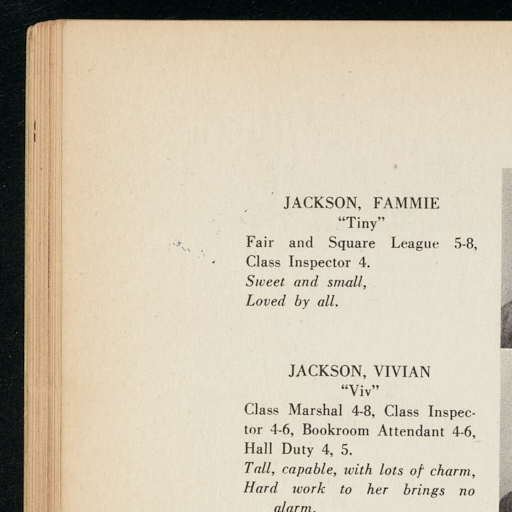 JACKSON, FAMMIE
“Tiny”
Fair and Square League 5-8,
Class Inspector 4.
Sweet and small,
Loved by all.
JACKSON, VIVIAN
“Viv”
Class Marshal 4-8, Class Inspec-
tor 4-6, Bookroom Attendant 4-6,
Hall Duty 4, 5.
Tall, capable, with lots of charm,
Hard work to her brings no
alarm.